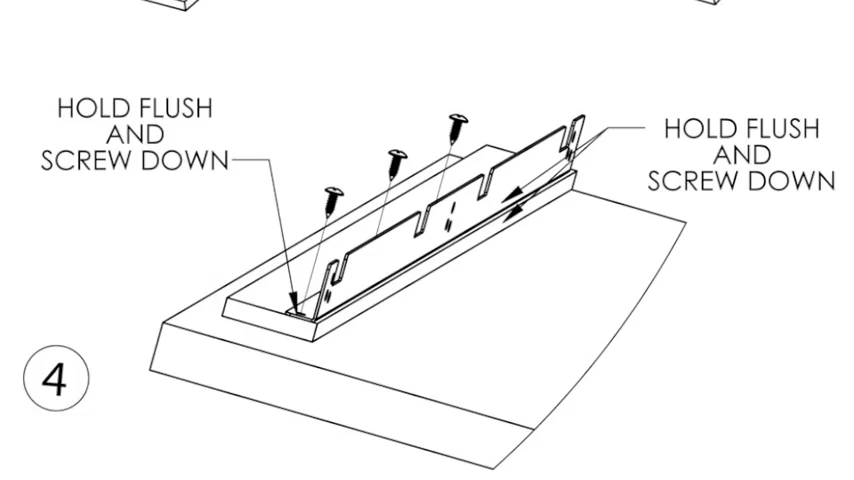 HOLD FLUSH
AND
SCREW DOWN
HOLD FLUSH
AND
SCREW DOWN
4